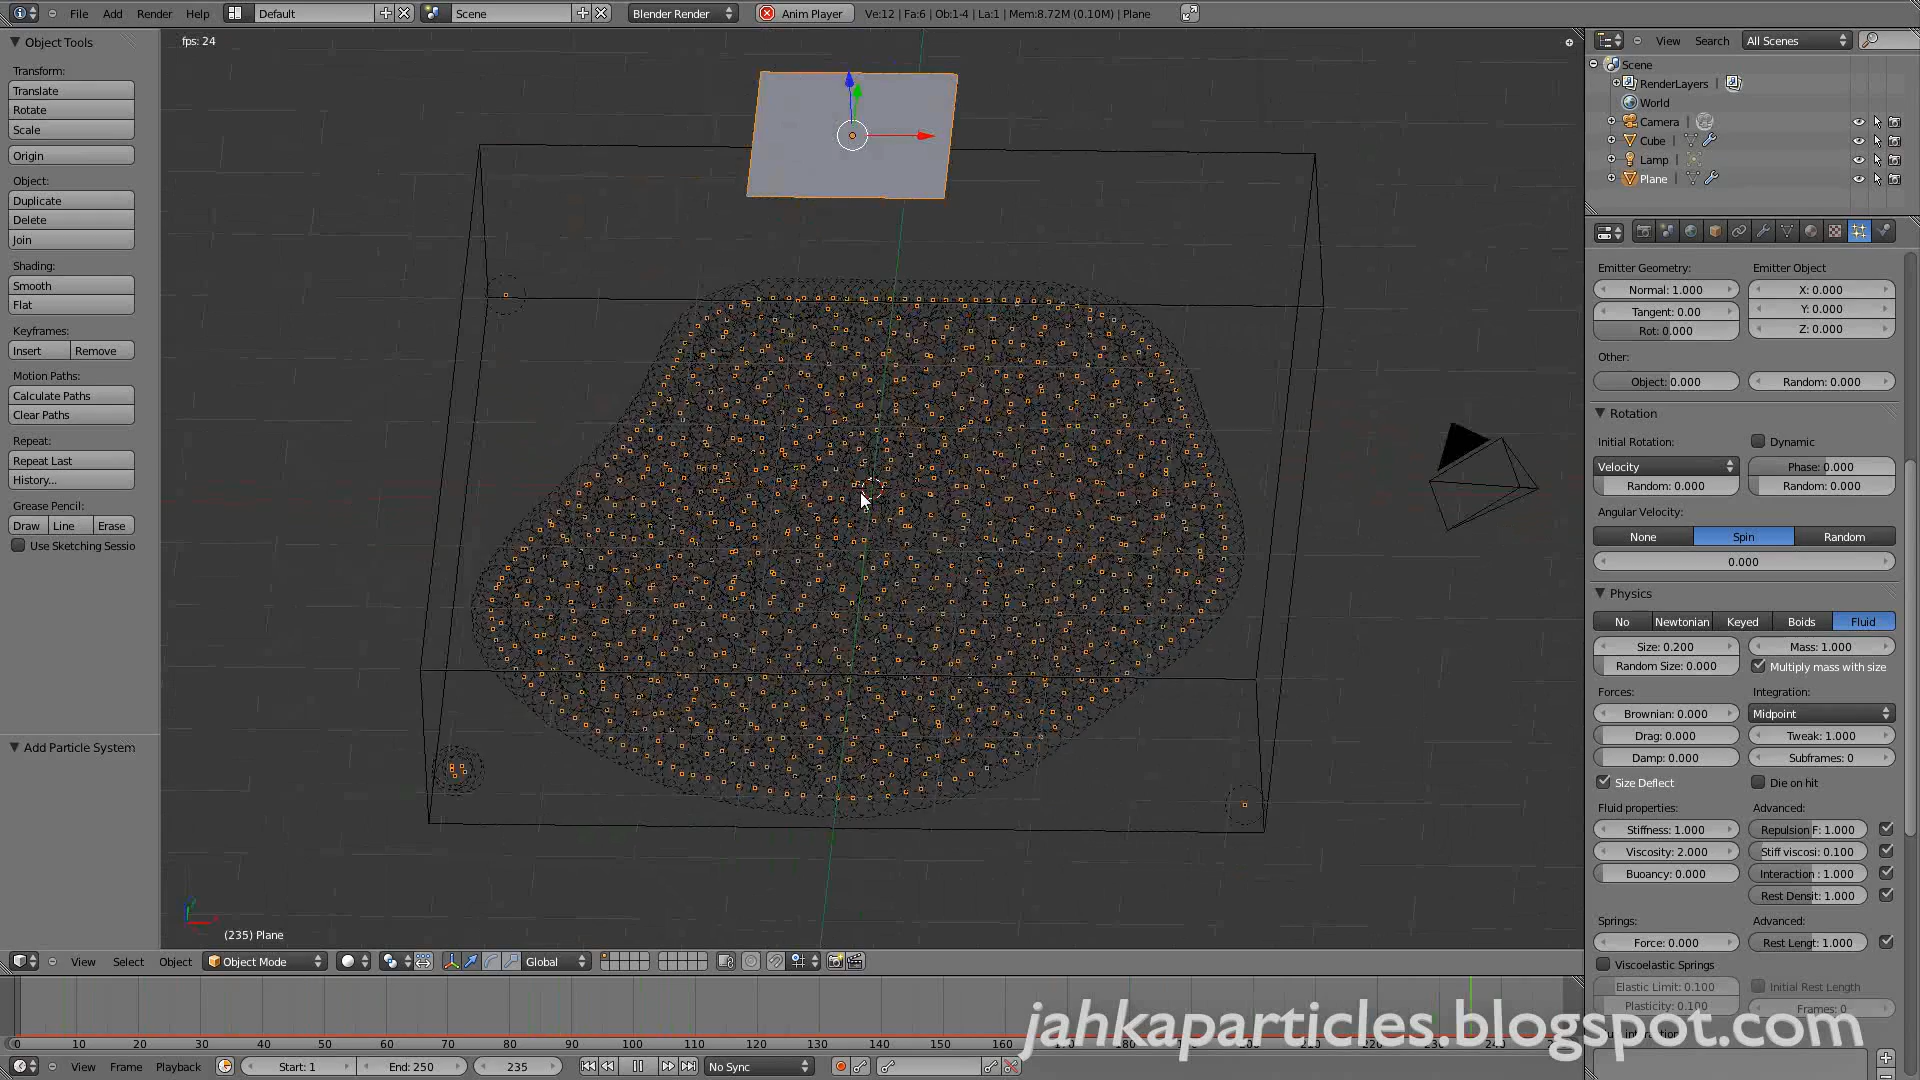 File Add Render Help Default Scene Blender Render Anim Player Ve:12 | Fa:6 | Ob:1-4 | La:1 | Mem:8.72M (0.10M) | Plane
fps: 24
Object Tools
Transform:
Translate
Rotate
Scale
Origin
Object:
Duplicate
Delete
Join
Shading:
Smooth
Flat
Keyframes:
Insert Remove
Motion Paths:
Calculate Paths
Clear Paths
Repeat:
Repeat Last
History...
Grease Pencil:
Draw Line Erase
Use Sketching Sessio
Add Particle System
(235) Plane
View Select Object Object Mode Global
View Search All Scenes
Scene
RenderLayers
World
Camera
Cube
Lamp
Plane
Emitter Geometry: Emitter Object
Normal: 1.000 X: 0.000
Tangent: 0.00 Y: 0.000
Rot: 0.000 Z: 0.000
Other:
Object: 0.000 Random: 0.000
Rotation
Initial Rotation: Dynamic
Velocity Phase: 0.000
Random: 0.000 Random: 0.000
Angular Velocity:
None Spin Random
0.000
Physics
No Newtonian Keyed Boids Fluid
Size: 0.200 Mass: 1.000
Random Size: 0.000 Multiply mass with size
Forces: Integration:
Brownian: 0.000 Midpoint
Drag: 0.000 Tweak: 1.000
Damp: 0.000 Subframes: 0
Size Deflect Die on hit
Fluid properties: Advanced:
Stiffness: 1.000 Repulsion F: 1.000
Viscosity: 2.000 Stiff viscosi: 0.100
Buoancy: 0.000 Interaction : 1.000
Rest Densit: 1.000
Springs: Advanced:
Force: 0.000 Rest Lengt: 1.000
Viscoelastic Springs
Elastic Limit: 0.100 Initial Rest Length
Plasticity: 0.100 Frames: 0
jahkaparticles.blogspot.com
0 10 20 30 40 50 60 70 80 90 100 110 120 130 140 150 160
View Frame Playback Start: 1 End: 250 235 No Sync